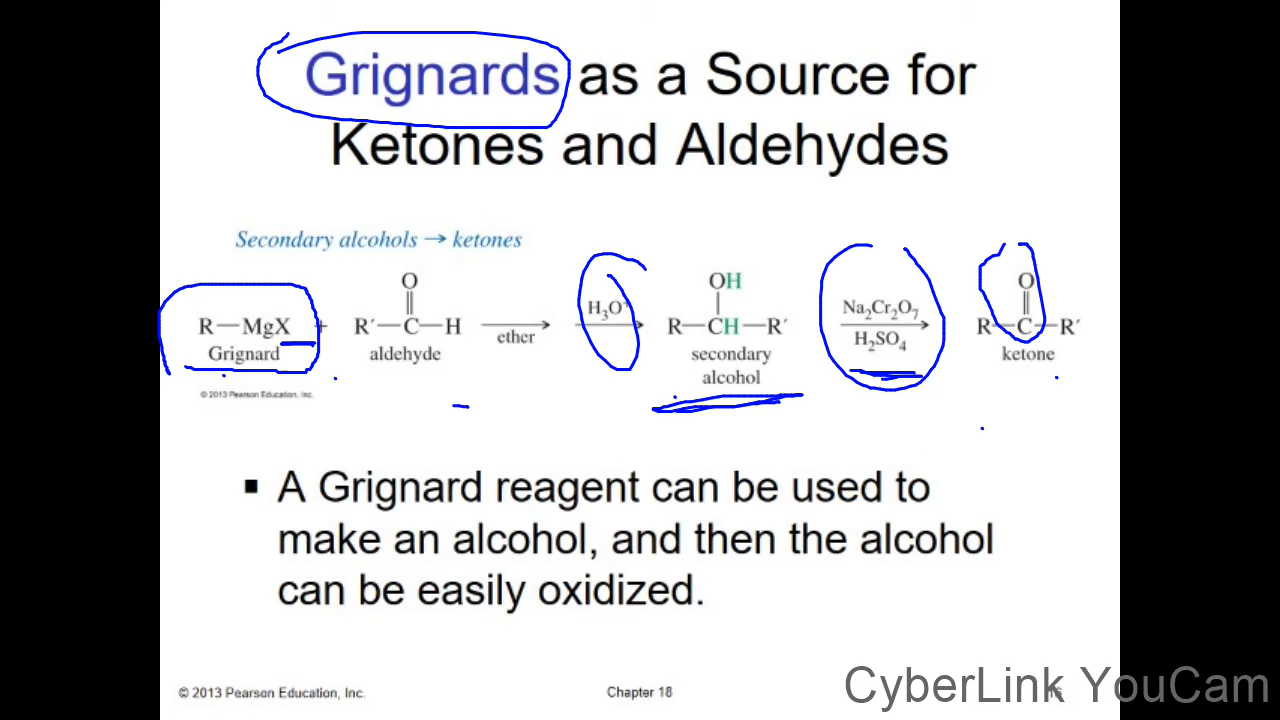 Grignards as a Source for
Ketones and Aldehydes
Secondary alcohols → ketones
O
OH
O
H₃O⁺
Na₂Cr₂O₇
R—MgX + R′—C—H
R—CH—R′
R—C—R′
ether
H₂SO₄
Grignard
aldehyde
secondary
alcohol
ketone
© 2013 Pearson Education, Inc.
▪ A Grignard reagent can be used to
make an alcohol, and then the alcohol
can be easily oxidized.
© 2013 Pearson Education, Inc.
Chapter 18
CyberLink YouCam